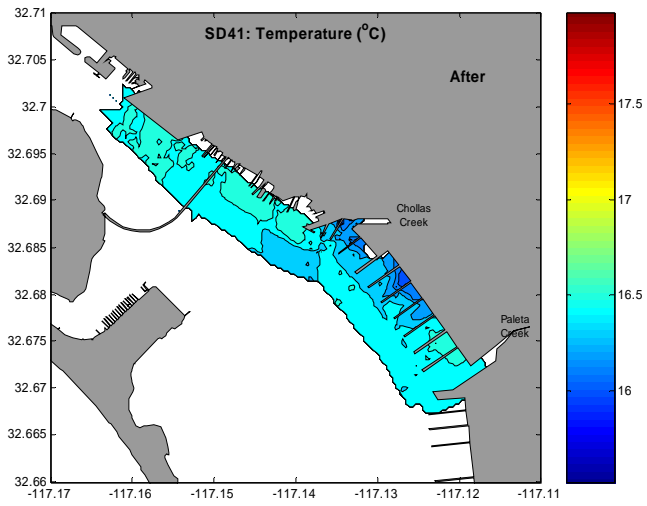 SD41: Temperature (°C)
After
32.71
32.705
32.7
32.695
32.69
32.685
32.68
32.675
32.67
32.665
32.66
Chollas
Creek
Paleta
Creek
-117.17 -117.16 -117.15 -117.14 -117.13 -117.12 -117.11
17.5
17
16.5
16